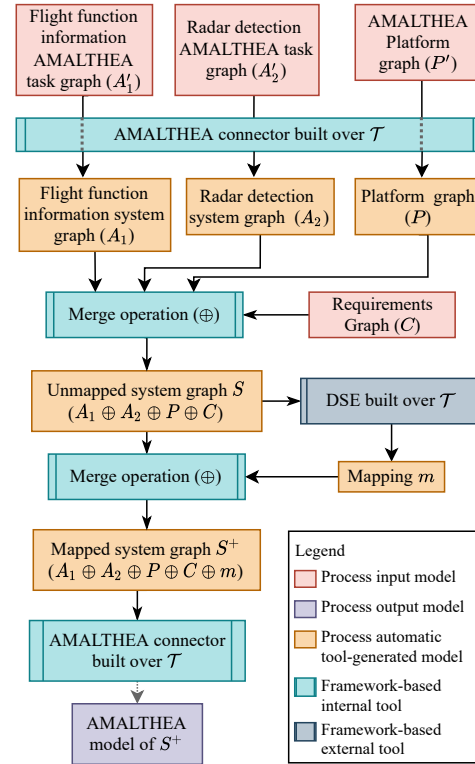 Flight function
information
AMALTHEA
task graph (A′₁)
Radar detection
AMALTHEA task
graph (A′₂)
AMALTHEA
Platform
graph (P′)
AMALTHEA connector built over 𝒯
Flight function
information system
graph (A₁)
Radar detection
system graph (A₂)
Platform graph
(P)
Merge operation (⊕)
Requirements
Graph (C)
Unmapped system graph S
(A₁ ⊕ A₂ ⊕ P ⊕ C)
DSE built over 𝒯
Merge operation (⊕)
Mapping m
Mapped system graph S⁺
(A₁ ⊕ A₂ ⊕ P ⊕ C ⊕ m)
AMALTHEA connector
built over 𝒯
AMALTHEA
model of S⁺
Legend
Process input model
Process output model
Process automatic
tool-generated model
Framework-based
internal tool
Framework-based
external tool